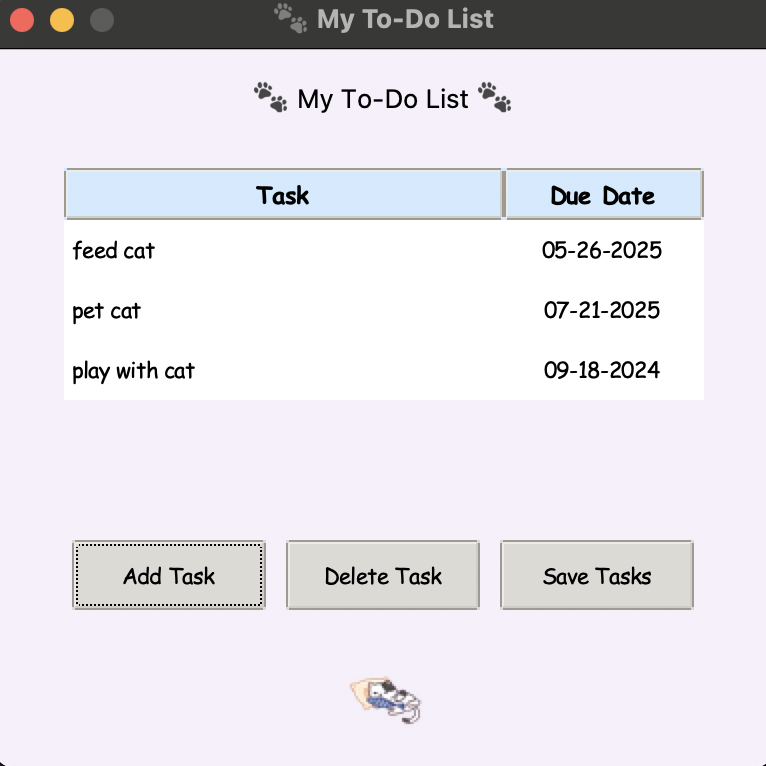 🐾 My To-Do List
🐾 My To-Do List 🐾
Task Due Date
feed cat 05-26-2025
pet cat 07-21-2025
play with cat 09-18-2024
Add Task Delete Task Save Tasks